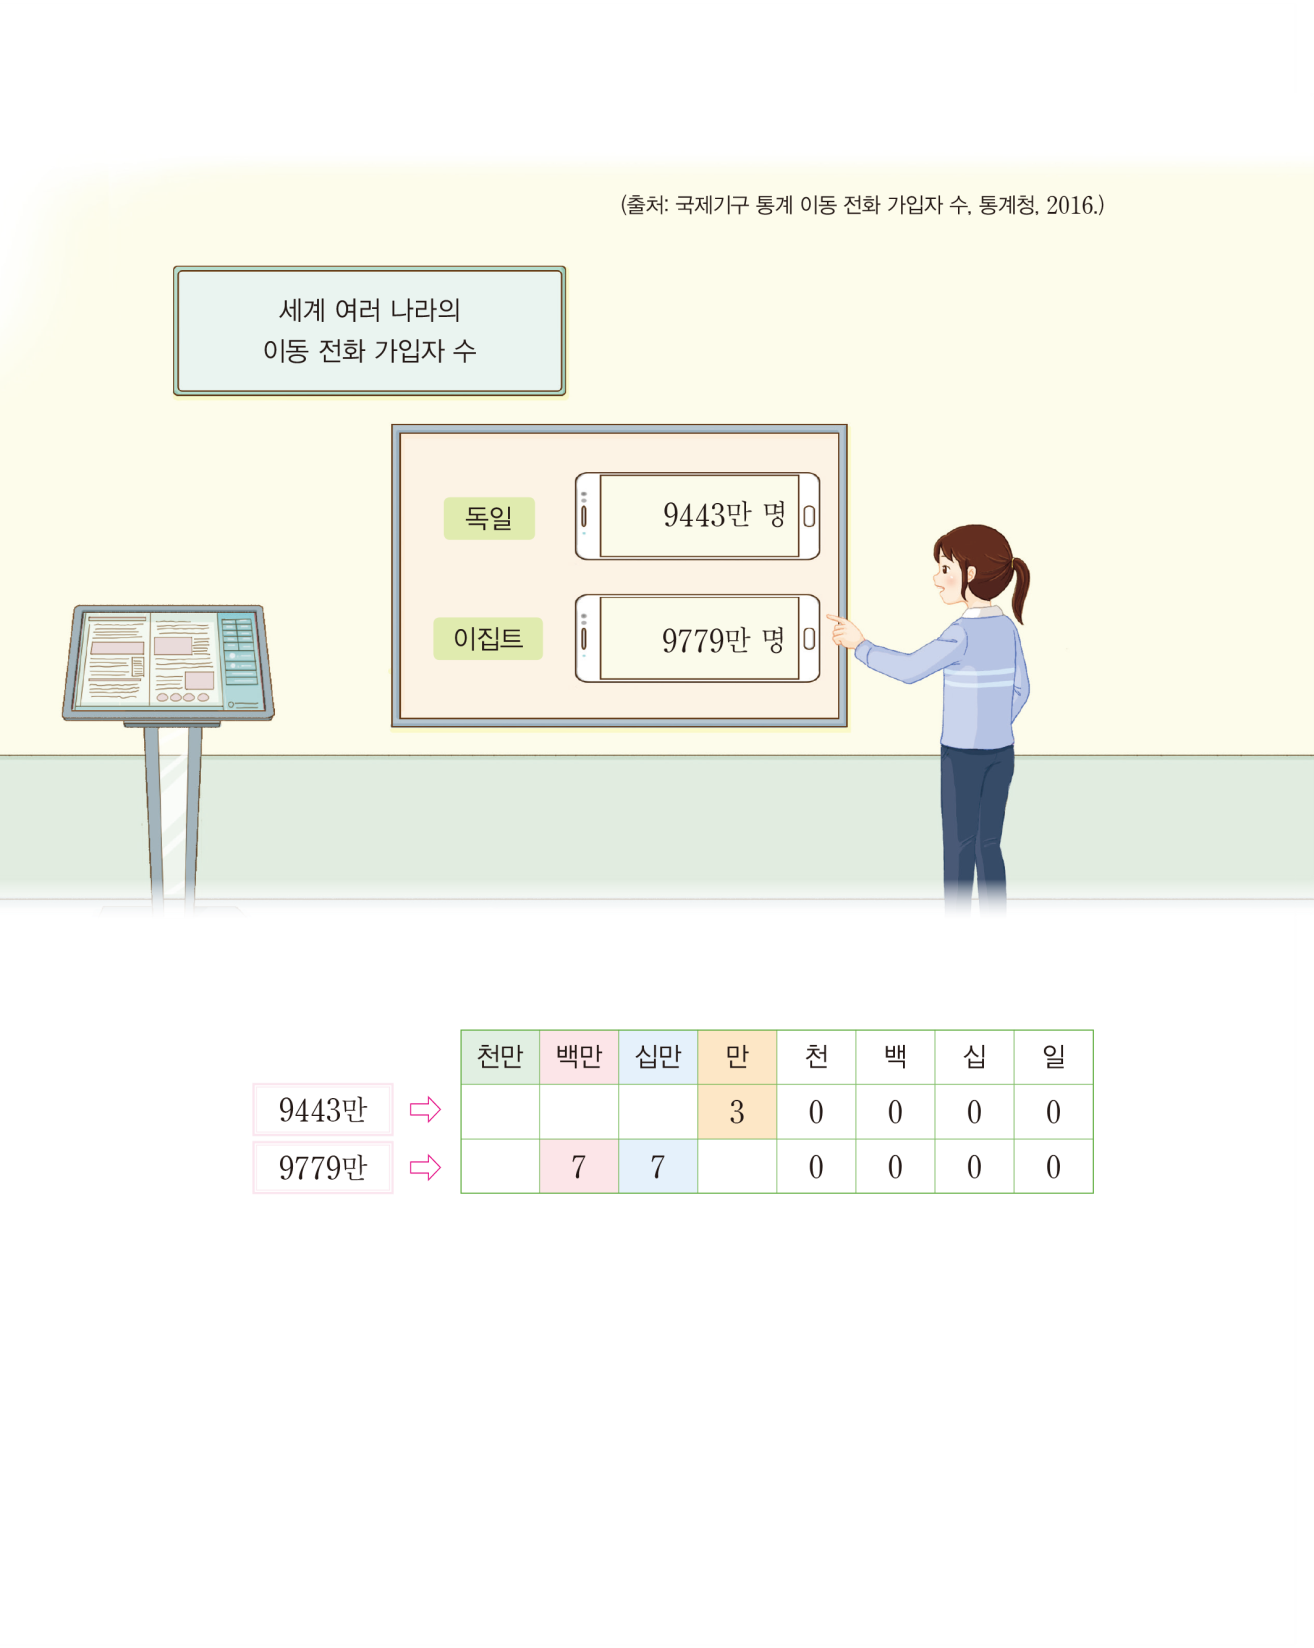 (출처: 국제기구 통계 이동 전화 가입자 수, 통계청, 2016.)
세계 여러 나라의
이동 전화 가입자 수
독일 9443만 명
이집트 9779만 명
천만 백만 십만 만 천 백 십 일
9443만 3 0 0 0 0
9779만 7 7 0 0 0 0